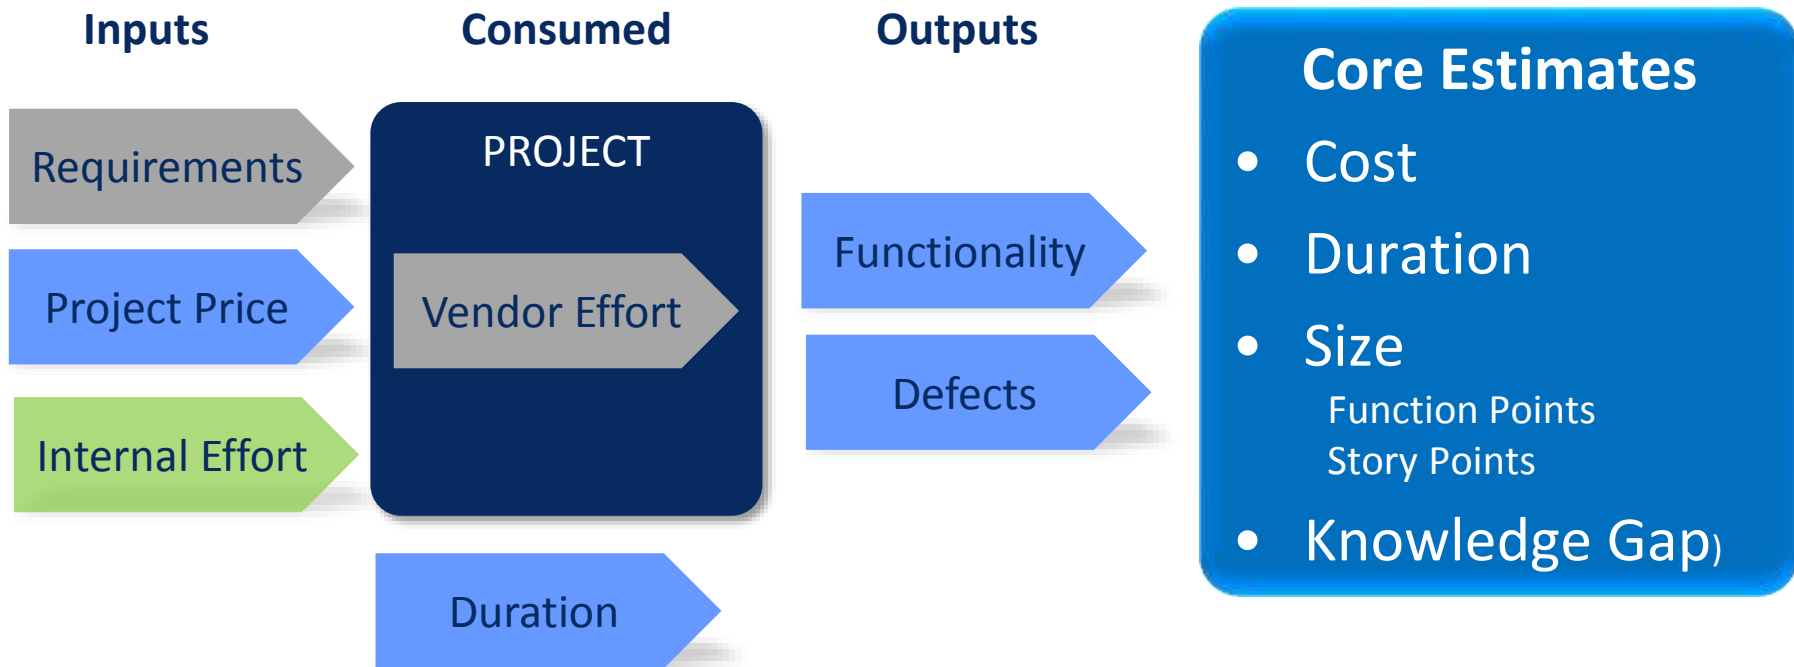 Inputs
Requirements
Project Price
Internal Effort
Consumed
PROJECT
Vendor Effort
Duration
Outputs
Functionality
Defects
Core Estimates
• Cost
• Duration
• Size
Function Points
Story Points
• Knowledge Gap)